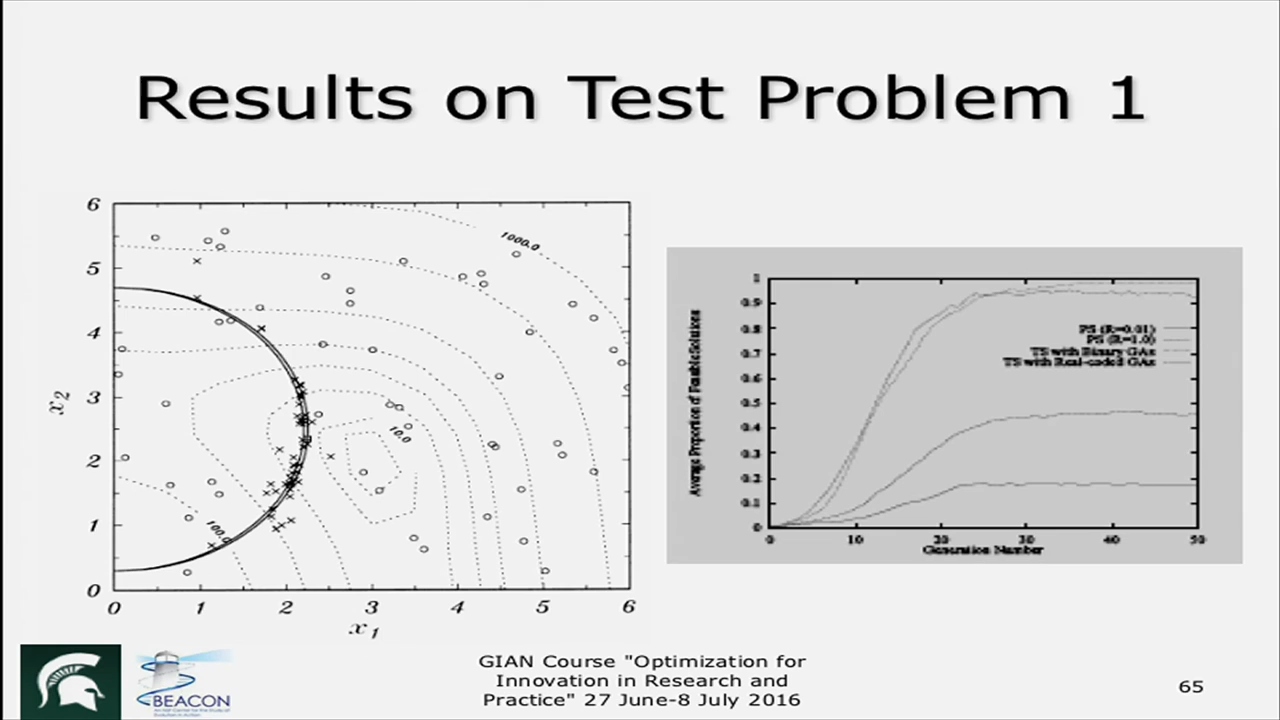 Results on Test Problem 1
6
5
4
3
2
1
0
x2
0 1 2 3 4 5 6
x1
1000.0
10.0
100.0
1
0.9
0.8
0.7
0.6
0.5
0.4
0.3
0.2
0.1
0
Average Proportion of Feasible Solutions
PS (R=0.01)
PS (R=1.0)
TS with Binary GAs
TS with Real-coded GAs
0 10 20 30 40 50
Generation Number
BEACON
GIAN Course "Optimization for
Innovation in Research and
Practice" 27 June-8 July 2016
65